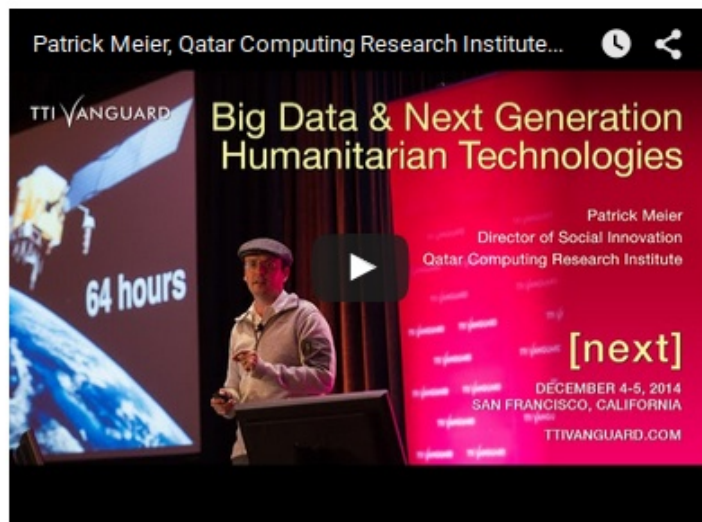 Patrick Meier, Qatar Computing Research Institute...
TTI VANGUARD
Big Data & Next Generation
Humanitarian Technologies
64 hours
Patrick Meier
Director of Social Innovation
Qatar Computing Research Institute
[next]
DECEMBER 4-5, 2014
SAN FRANCISCO, CALIFORNIA
TTIVANGUARD.COM